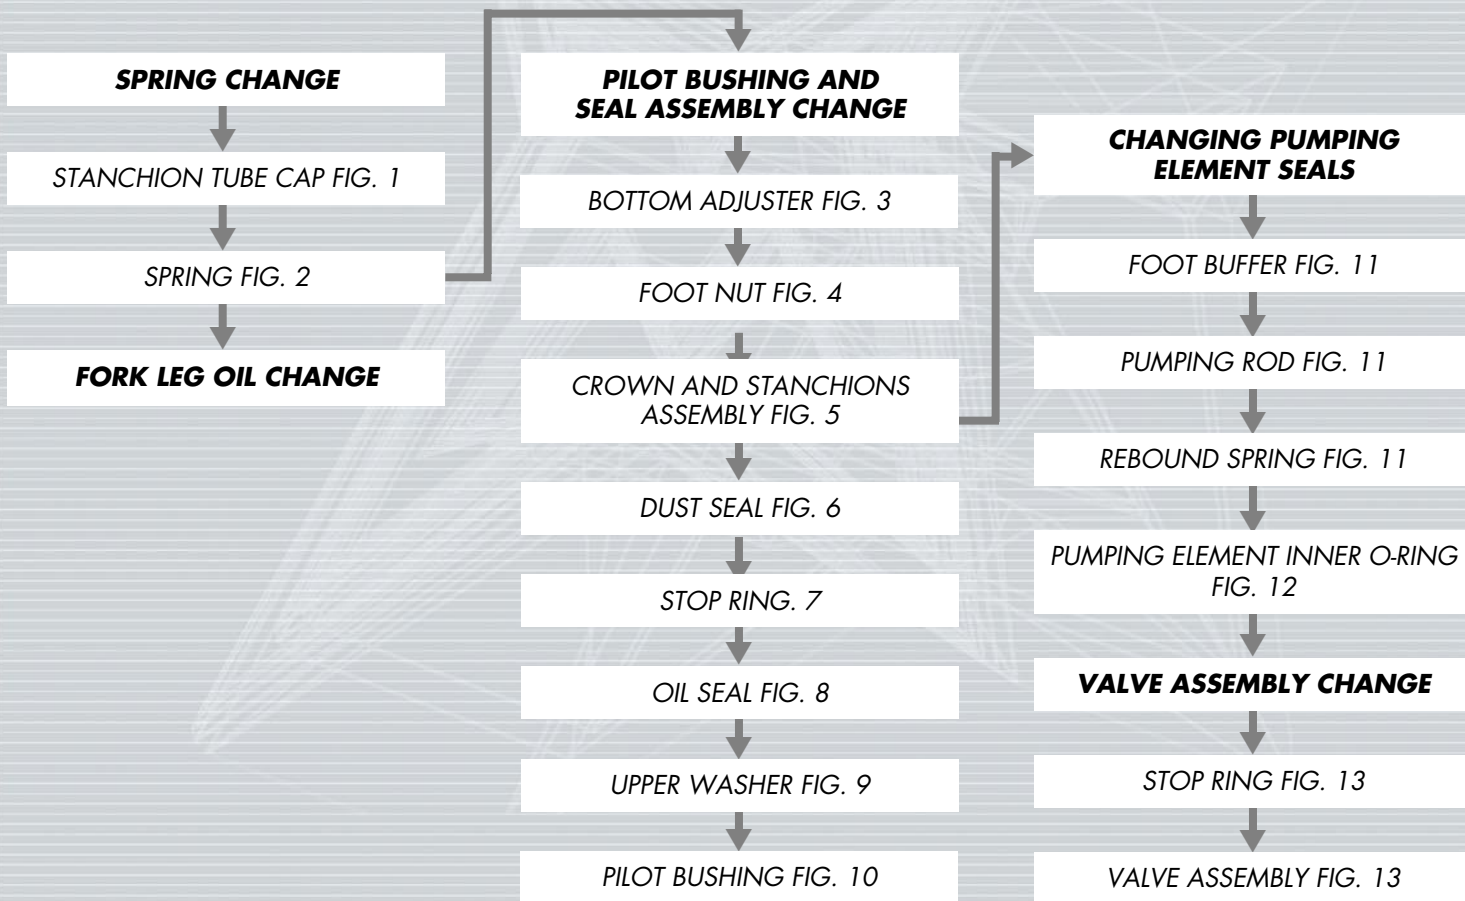 SPRING CHANGE
STANCHION TUBE CAP FIG. 1
SPRING FIG. 2
FORK LEG OIL CHANGE
PILOT BUSHING AND
SEAL ASSEMBLY CHANGE
BOTTOM ADJUSTER FIG. 3
FOOT NUT FIG. 4
CROWN AND STANCHIONS
ASSEMBLY FIG. 5
DUST SEAL FIG. 6
STOP RING. 7
OIL SEAL FIG. 8
UPPER WASHER FIG. 9
PILOT BUSHING FIG. 10
CHANGING PUMPING
ELEMENT SEALS
FOOT BUFFER FIG. 11
PUMPING ROD FIG. 11
REBOUND SPRING FIG. 11
PUMPING ELEMENT INNER O-RING
FIG. 12
VALVE ASSEMBLY CHANGE
STOP RING FIG. 13
VALVE ASSEMBLY FIG. 13